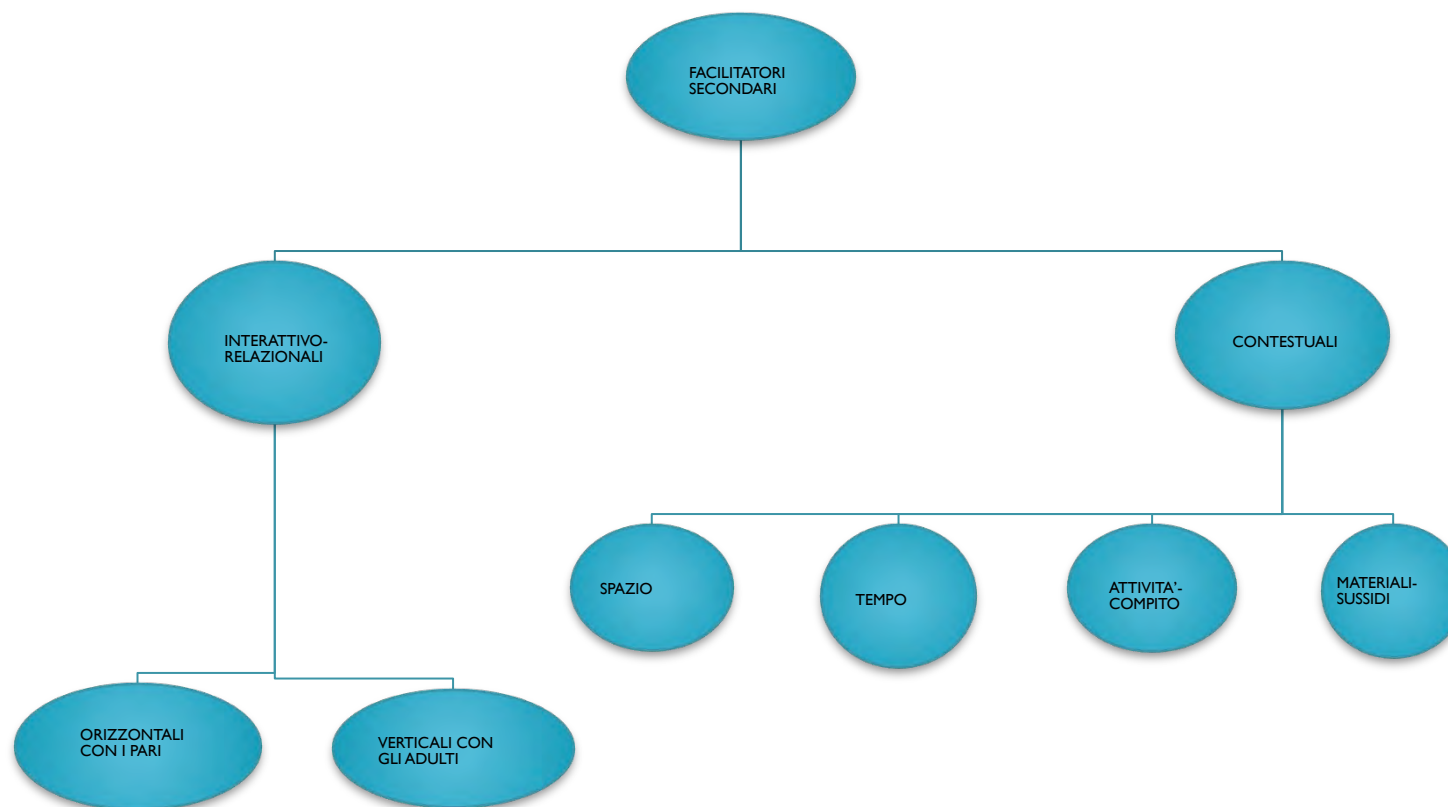 FACILITATORI
SECONDARI
INTERATTIVO-
RELAZIONALI
CONTESTUALI
SPAZIO
TEMPO
ATTIVITA’-
COMPITO
MATERIALI-
SUSSIDI
ORIZZONTALI
CON I PARI
VERTICALI CON
GLI ADULTI